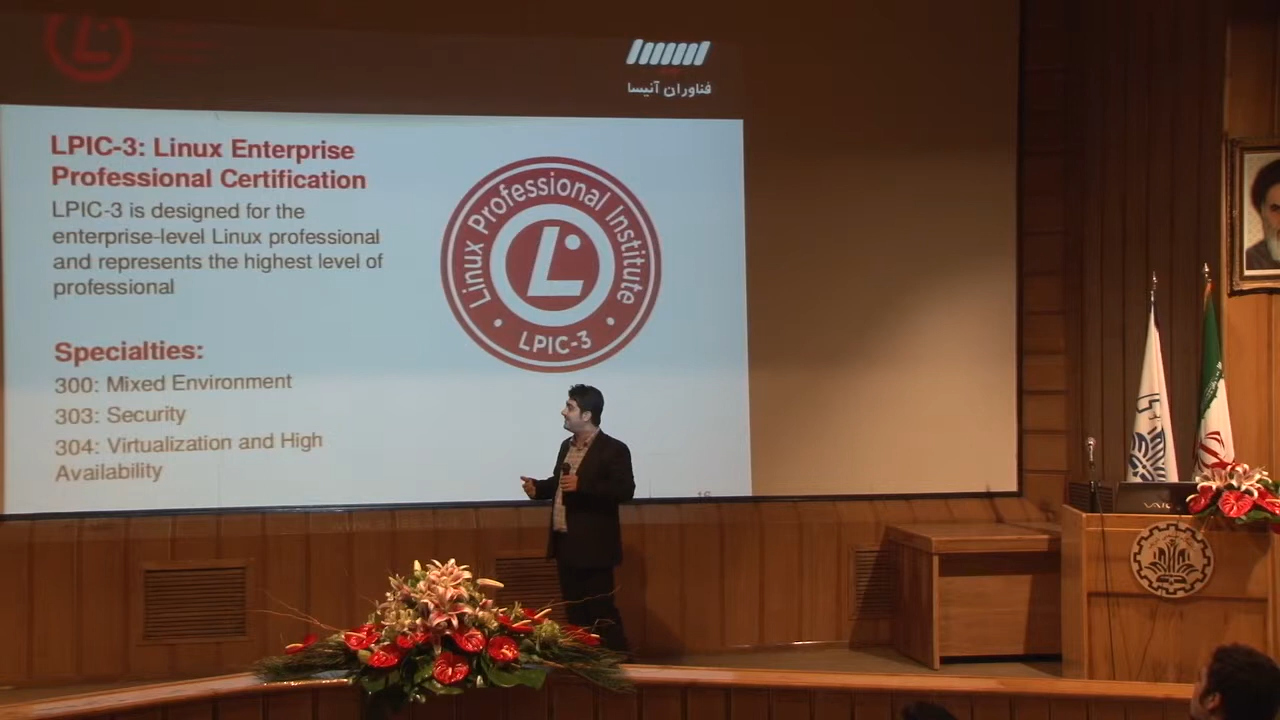 فناوران آنیسا
LPIC-3: Linux Enterprise
Professional Certification
LPIC-3 is designed for the
enterprise-level Linux professional
and represents the highest level of
professional
Specialties:
300: Mixed Environment
303: Security
304: Virtualization and High
Availability
Linux Professional Institute
LPIC-3
16
VAIO